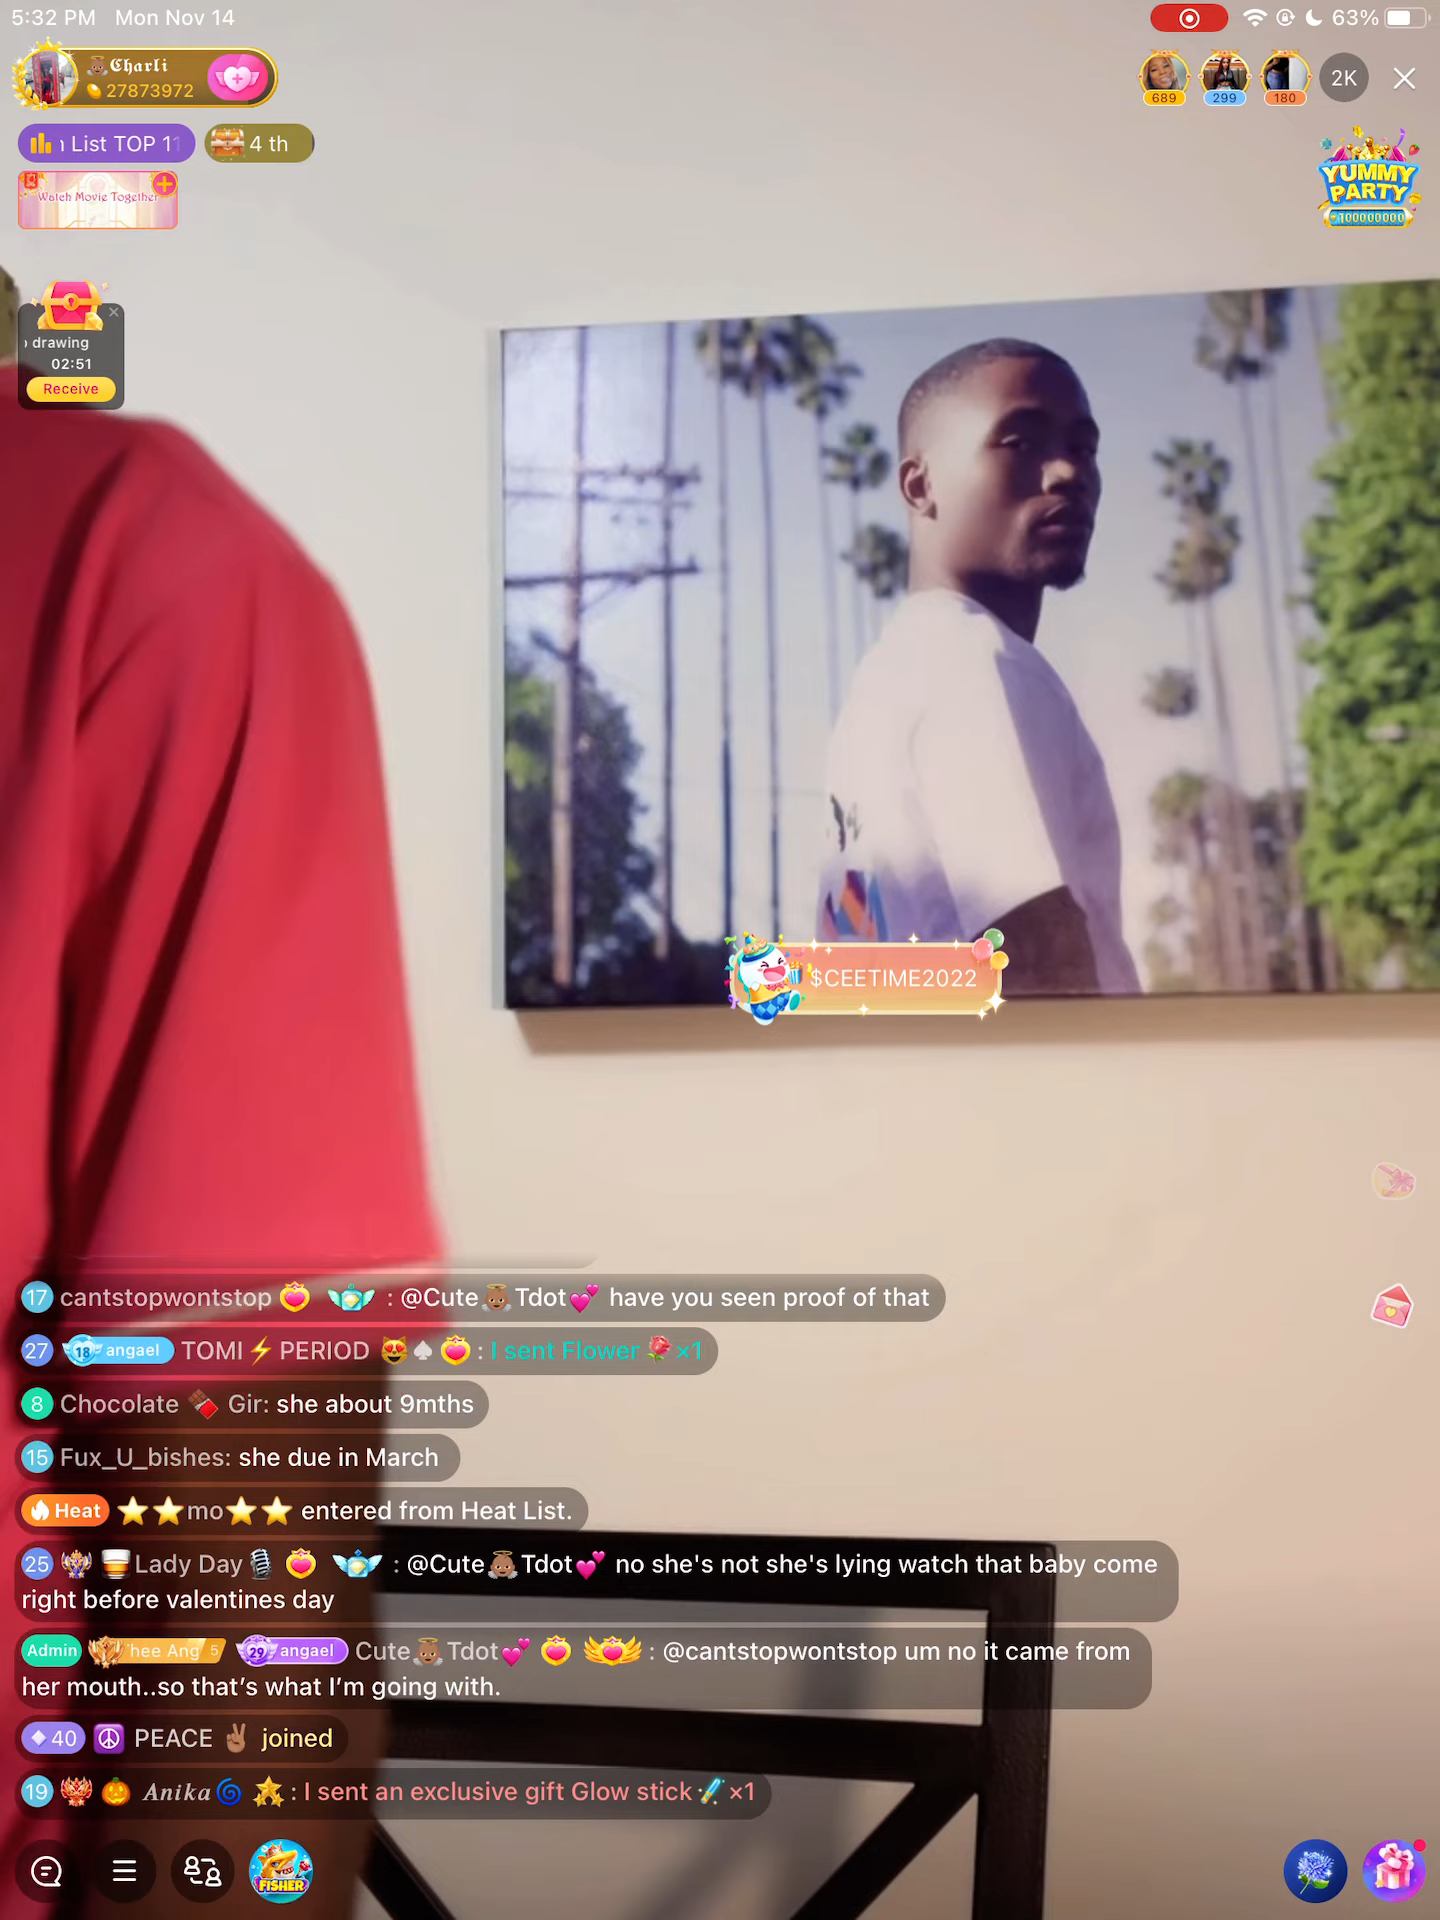 5:32 PM Mon Nov 14
63%
Charli
27873972
689
299
180
2K
List TOP 11
4 th
Watch Movie Together
YUMMY
PARTY
100000000
drawing
02:51
Receive
$CEETIME2022
17 cantstopwontstop : @Cute👼🏽Tdot💕 have you seen proof of that
27 18 angael TOMI⚡PERIOD 😻♠ : I sent Flower🌹×1
8 Chocolate 🍫 Gir: she about 9mths
15 Fux_U_bishes: she due in March
Heat ⭐⭐mo⭐⭐ entered from Heat List.
25 🥃Lady Day🎙 : @Cute👼🏽Tdot💕 no she's not she's lying watch that baby come
right before valentines day
Admin hee Ang 5 29 angael Cute👼🏽Tdot💕 : @cantstopwontstop um no it came from
her mouth..so that's what I'm going with.
40 ☮ PEACE ✌🏽 joined
19 🎃 Anika🌀 : I sent an exclusive gift Glow stick ×1
FISHER